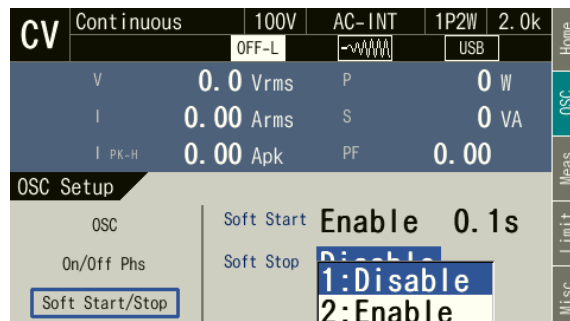 CV Continuous 100V AC-INT 1P2W 2.0k
OFF-L USB
V 0.0 Vrms P 0 W
I 0.00 Arms S 0 VA
I PK-H 0.00 Apk PF 0.00
OSC Setup
OSC
On/Off Phs
Soft Start/Stop
Soft Start Enable 0.1s
Soft Stop Disable
1:Disable
2:Enable
Home
OSC
Meas
Limit
Misc